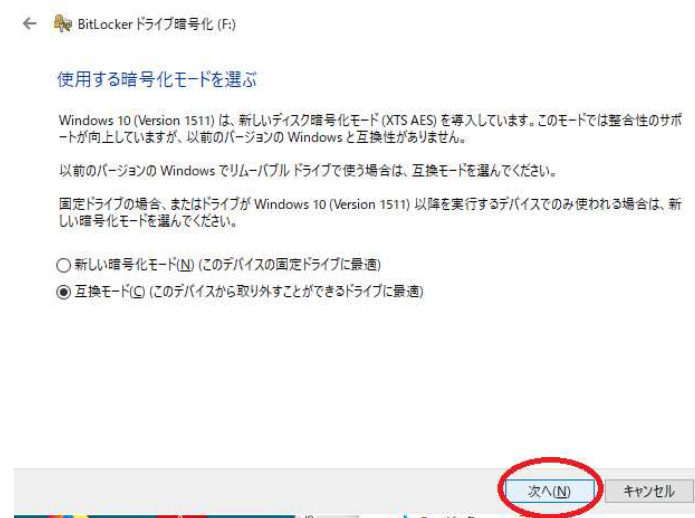 BitLocker ドライブ暗号化 (F:)
使用する暗号化モードを選ぶ
Windows 10 (Version 1511) は、新しいディスク暗号化モード (XTS AES) を導入しています。このモードでは整合性のサポ
ートが向上していますが、以前のバージョンの Windows と互換性がありません。
以前のバージョンの Windows でリムーバブル ドライブで使う場合は、互換モードを選んでください。
固定ドライブの場合、またはドライブが Windows 10 (Version 1511) 以降を実行するデバイスでのみ使われる場合は、新
しい暗号化モードを選んでください。
新しい暗号化モード(N) (このデバイスの固定ドライブに最適)
互換モード(C) (このデバイスから取り外すことができるドライブに最適)
次へ(N) キャンセル